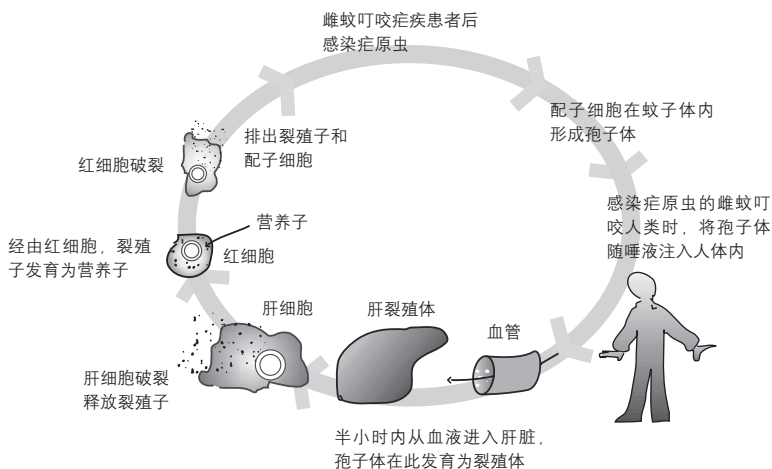 雌蚊叮咬疟疾患者后
感染疟原虫
配子细胞在蚊子体内
形成孢子体
感染疟原虫的雌蚊叮
咬人类时，将孢子体
随唾液注入人体内
血管
半小时内从血液进入肝脏，
孢子体在此发育为裂殖体
肝裂殖体
肝细胞
肝细胞破裂
释放裂殖子
经由红细胞，裂殖
子发育为营养子
营养子
红细胞
红细胞破裂
排出裂殖子和
配子细胞